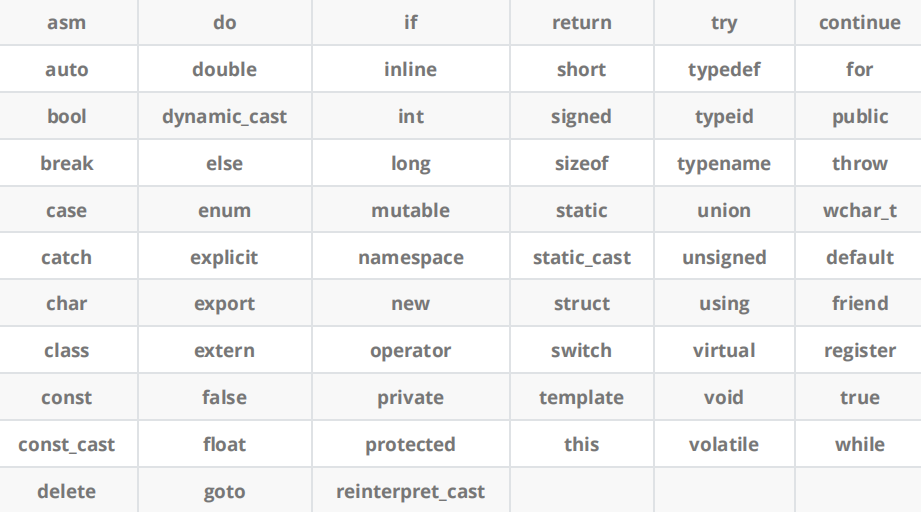 asm do if return try continue
auto double inline short typedef for
bool dynamic_cast int signed typeid public
break else long sizeof typename throw
case enum mutable static union wchar_t
catch explicit namespace static_cast unsigned default
char export new struct using friend
class extern operator switch virtual register
const false private template void true
const_cast float protected this volatile while
delete goto reinterpret_cast